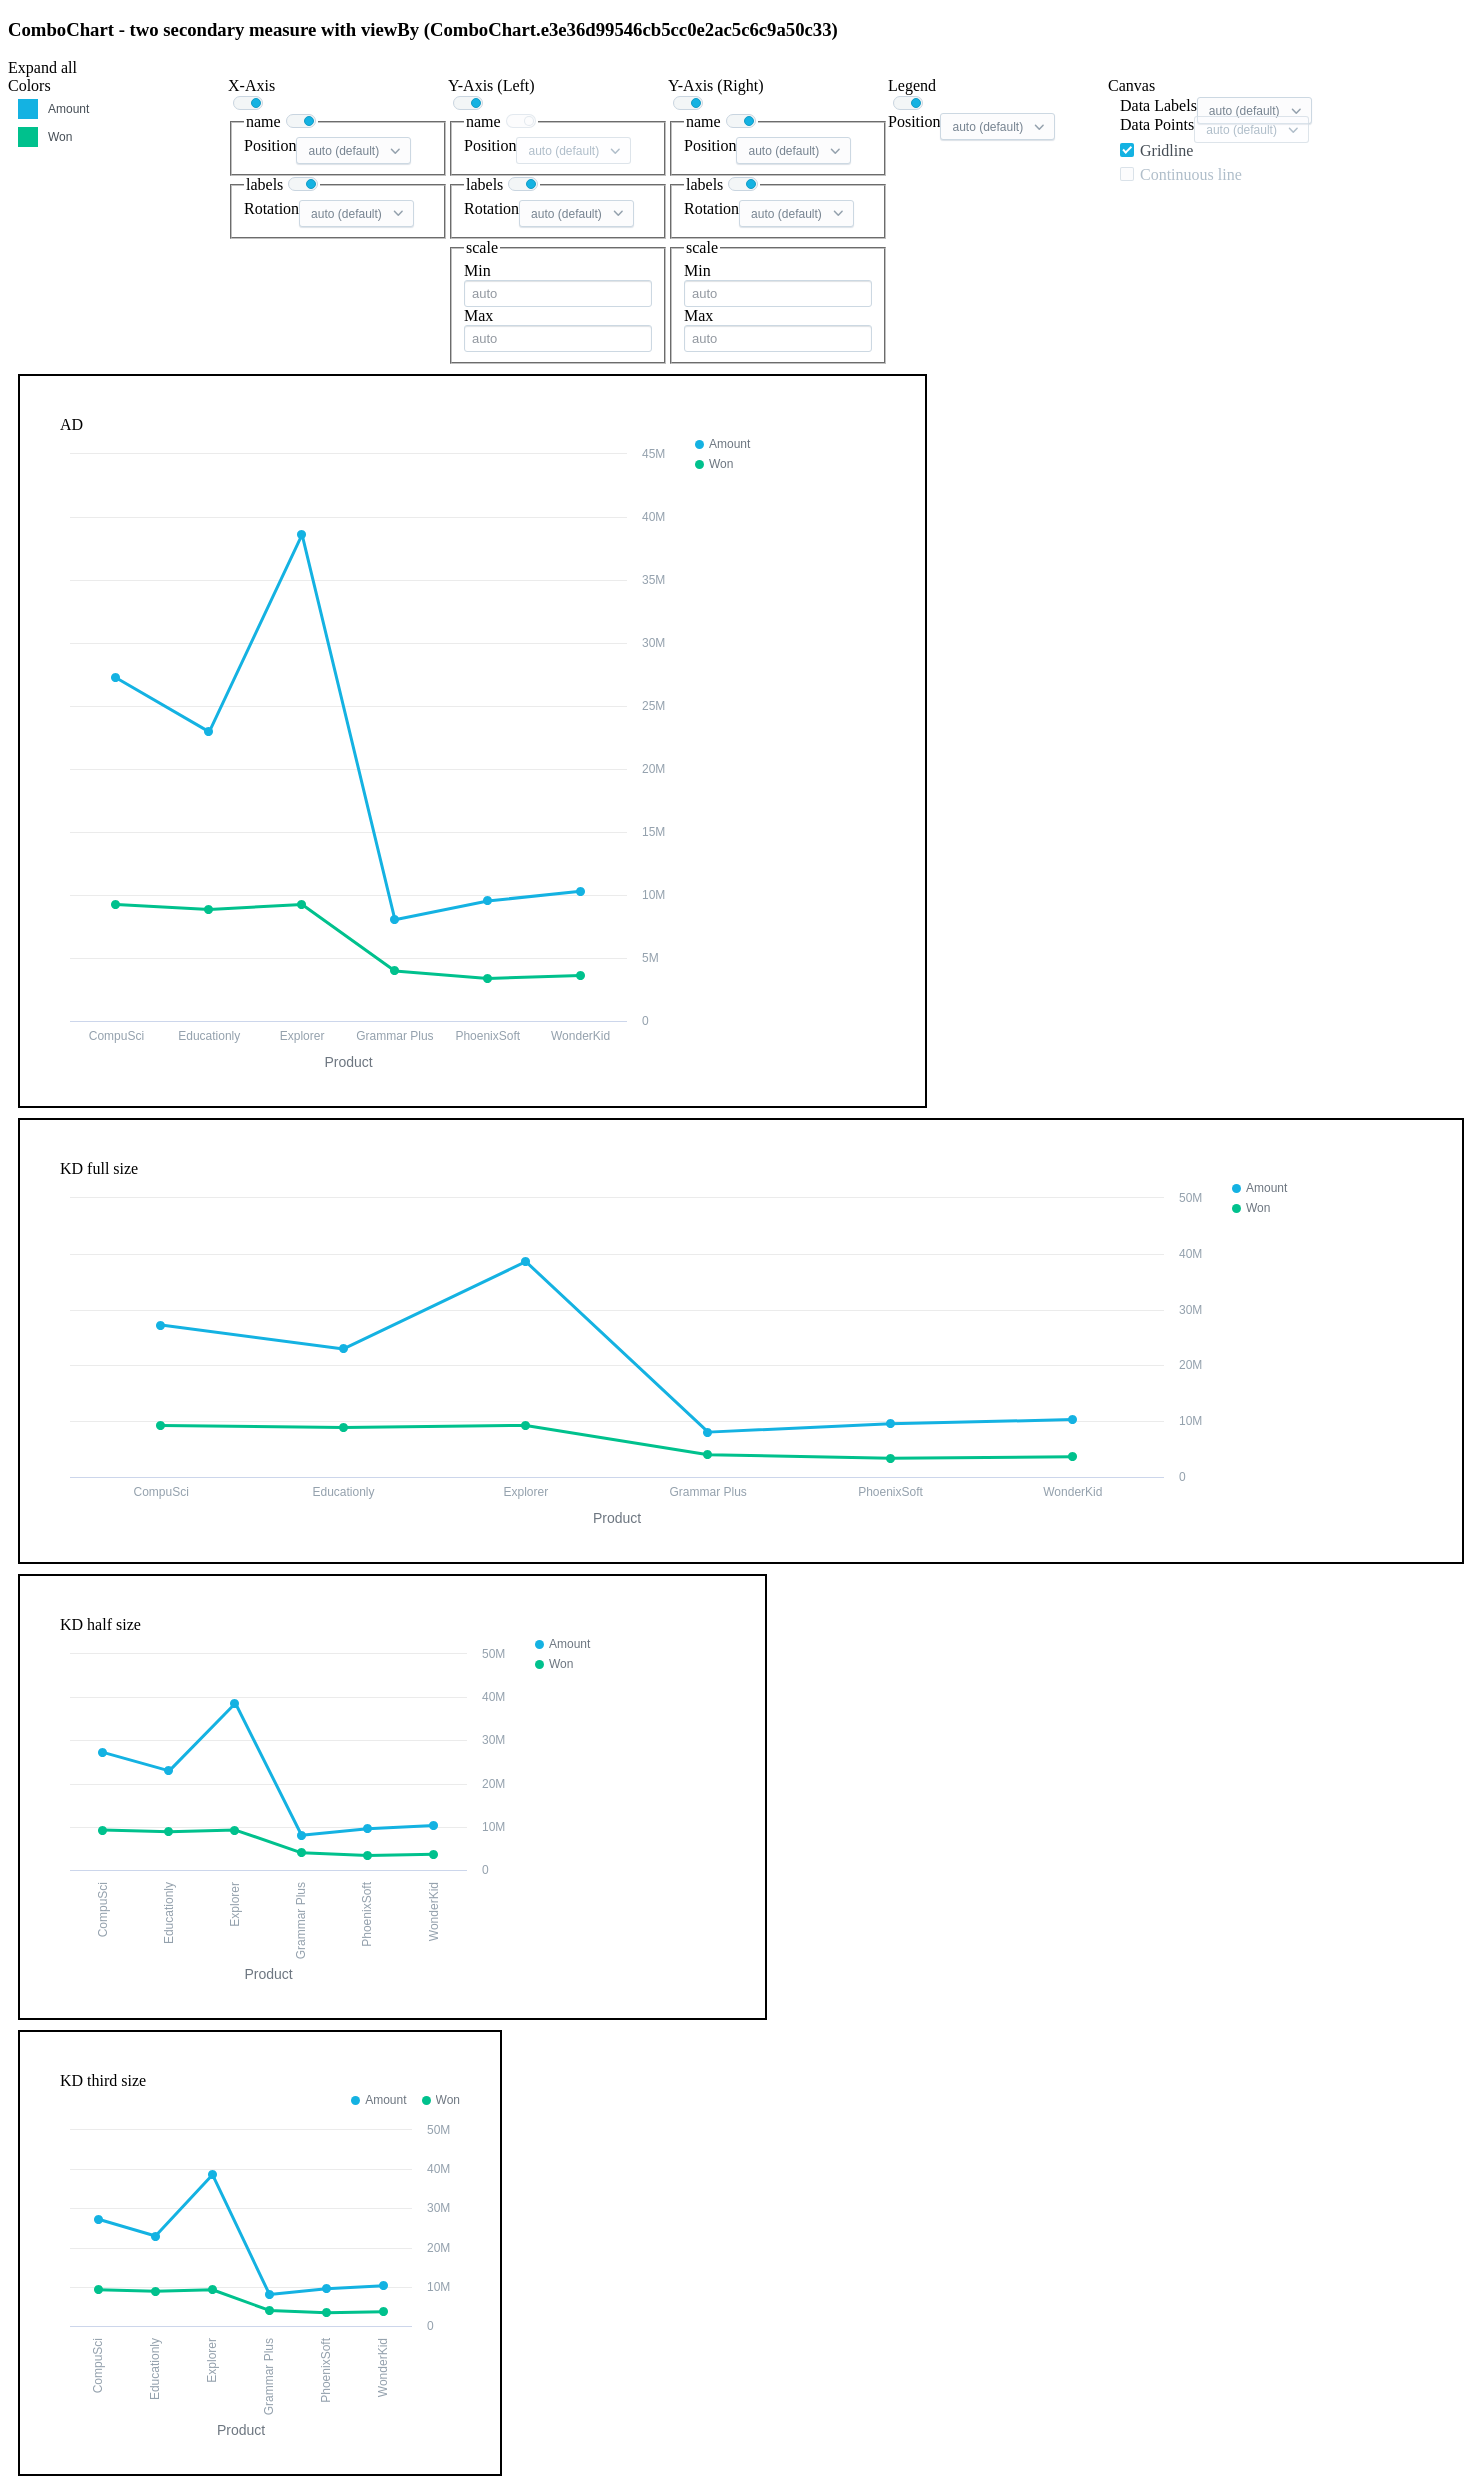 ComboChart - two secondary measure with viewBy (ComboChart.e3e36d99546cb5cc0e2ac5c6c9a50c33)
Expand all
Colors
Amount
Won
X-Axis
name
Position auto (default)
labels
Rotation auto (default)
Y-Axis (Left)
name
Position auto (default)
labels
Rotation auto (default)
scale
Min
auto
Max
auto
Y-Axis (Right)
name
Position auto (default)
labels
Rotation auto (default)
scale
Min
auto
Max
auto
Legend
Position auto (default)
Canvas
Data Labels auto (default)
Data Points auto (default)
Gridline
Continuous line
AD
Amount
Won
45M
40M
35M
30M
25M
20M
15M
10M
5M
0
CompuSci Educationly Explorer Grammar Plus PhoenixSoft WonderKid
Product
KD full size
Amount
Won
50M
40M
30M
20M
10M
0
CompuSci Educationly Explorer Grammar Plus PhoenixSoft WonderKid
Product
KD half size
Amount
Won
50M
40M
30M
20M
10M
0
CompuSci
Educationly
Explorer
Grammar Plus
PhoenixSoft
WonderKid
Product
KD third size
Amount Won
50M
40M
30M
20M
10M
0
CompuSci
Educationly
Explorer
Grammar Plus
PhoenixSoft
WonderKid
Product